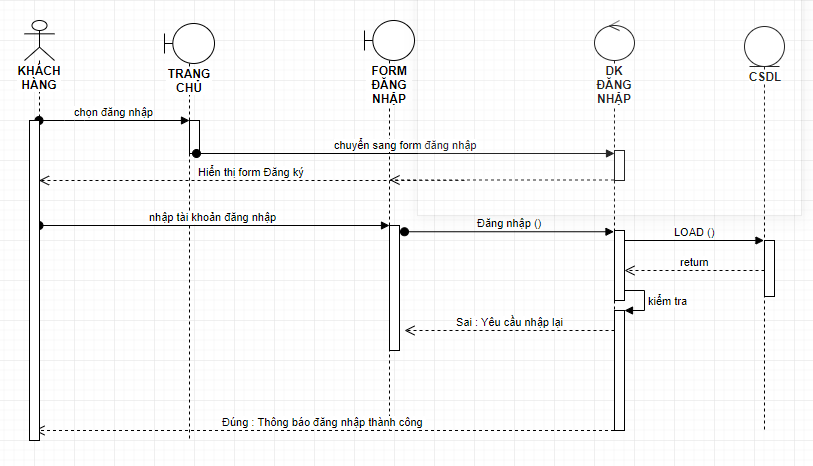 KHÁCH
HÀNG
TRANG
CHỦ
FORM
ĐĂNG
NHẬP
DK
ĐĂNG
NHẬP
CSDL
chọn đăng nhập
chuyển sang form đăng nhập
Hiển thị form Đăng ký
nhập tài khoản đăng nhập
Đăng nhập ()
LOAD ()
return
kiểm tra
Sai : Yêu cầu nhập lại
Đúng : Thông báo đăng nhập thành công